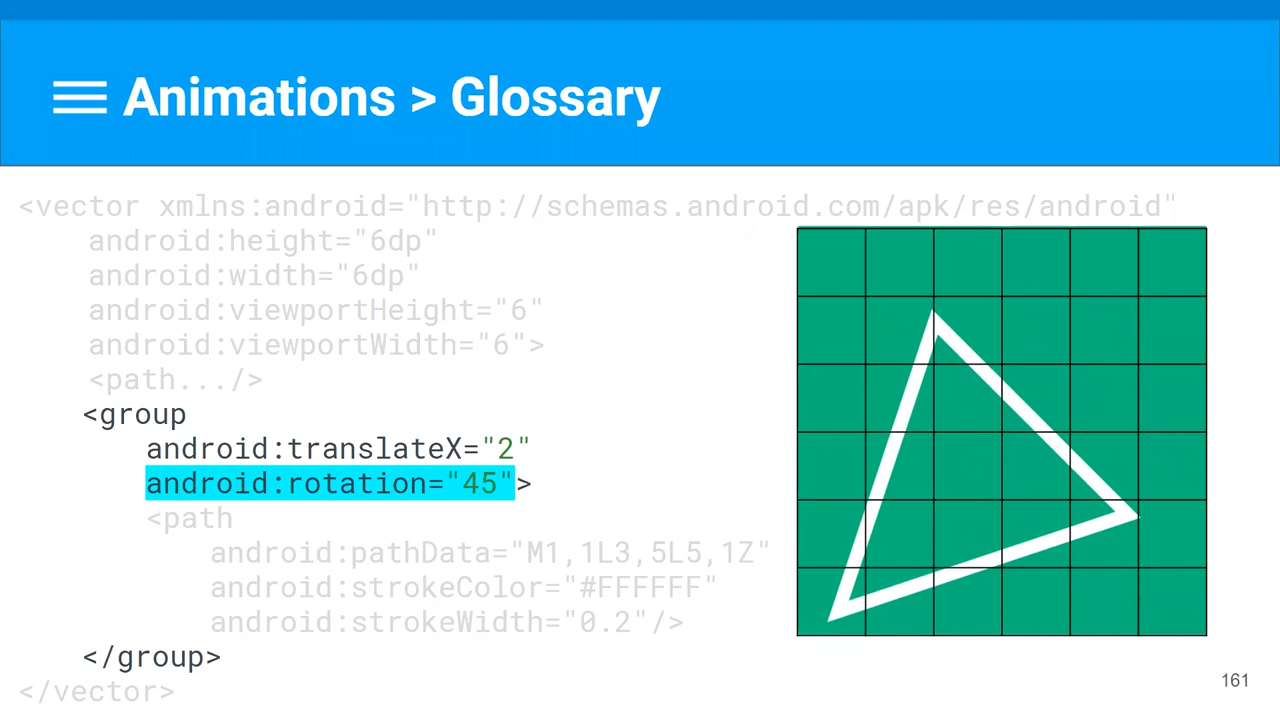 Animations > Glossary
<vector xmlns:android="http://schemas.android.com/apk/res/android"
android:height="6dp"
android:width="6dp"
android:viewportHeight="6"
android:viewportWidth="6">
<path.../>
<group
android:translateX="2"
android:rotation="45">
<path
android:pathData="M1,1L3,5L5,1Z"
android:strokeColor="#FFFFFF"
android:strokeWidth="0.2"/>
</group>
</vector>
161